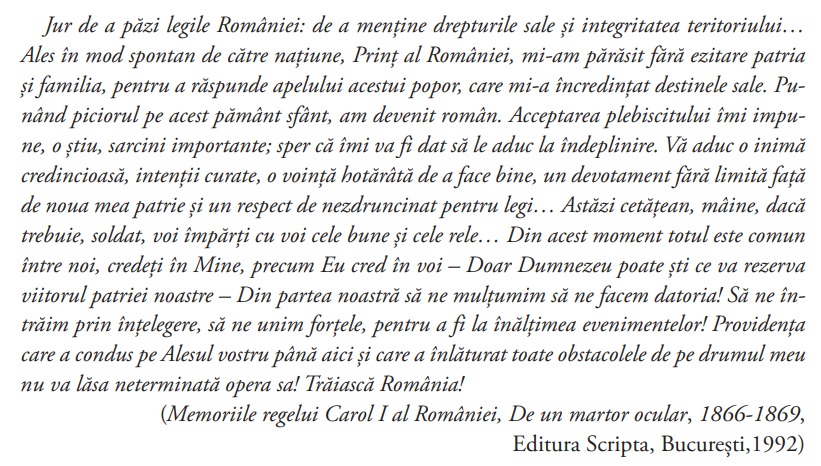 Jur de a păzi legile României: de a menține drepturile sale și integritatea teritoriului…
Ales în mod spontan de către națiune, Prinț al României, mi-am părăsit fără ezitare patria
și familia, pentru a răspunde apelului acestui popor, care mi-a încredințat destinele sale. Pu-
nând piciorul pe acest pământ sfânt, am devenit român. Acceptarea plebiscitului îmi impu-
ne, o știu, sarcini importante; sper că îmi va fi dat să le aduc la îndeplinire. Vă aduc o inimă
credincioasă, intenții curate, o voință hotărâtă de a face bine, un devotament fără limită față
de noua mea patrie și un respect de nezdruncinat pentru legi… Astăzi cetățean, mâine, dacă
trebuie, soldat, voi împărți cu voi cele bune și cele rele… Din acest moment totul este comun
între noi, credeți în Mine, precum Eu cred în voi – Doar Dumnezeu poate ști ce va rezerva
viitorul patriei noastre – Din partea noastră să ne mulțumim să ne facem datoria! Să ne în-
trăim prin înțelegere, să ne unim forțele, pentru a fi la înălțimea evenimentelor! Providența
care a condus pe Alesul vostru până aici și care a înlăturat toate obstacolele de pe drumul meu
nu va lăsa neterminată opera sa! Trăiască România!
(Memoriile regelui Carol I al României, De un martor ocular, 1866-1869,
Editura Scripta, București,1992)